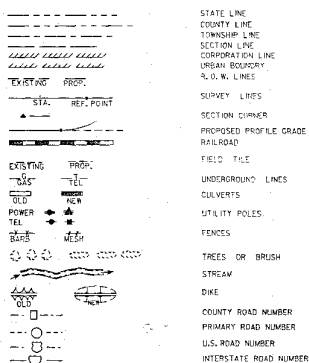 STATE LINE
COUNTY LINE
TOWNSHIP LINE
SECTION LINE
CORPORATION LINE
URBAN BOUNDRY
EXISTING PROP. R. O. W. LINES
STA. REF. POINT SURVEY LINES
SECTION CORNER
PROPOSED PROFILE GRADE
RAILROAD
FIELD TILE
EXISTING PROP.
G T
GAS TEL UNDERGROUND LINES
OLD NEW CULVERTS
POWER UTILITY POLES
TEL
BARB MESH FENCES
TREES OR BRUSH
STREAM
DIKE
OLD NEW
COUNTY ROAD NUMBER
PRIMARY ROAD NUMBER
U.S. ROAD NUMBER
INTERSTATE ROAD NUMBER